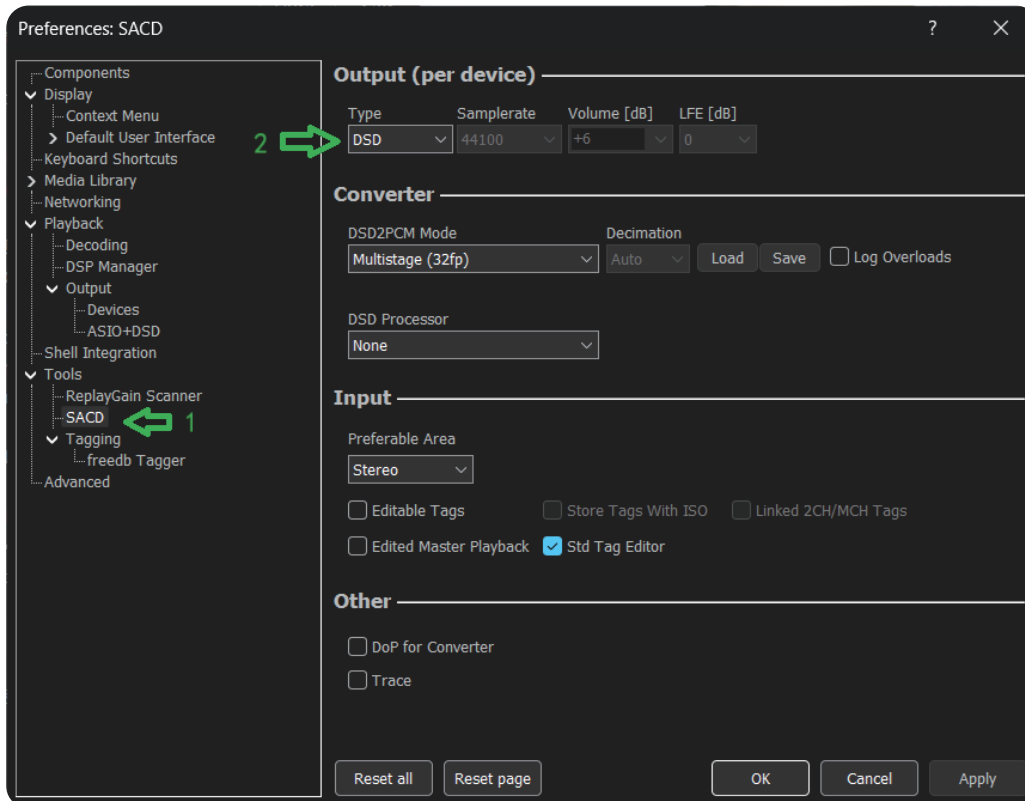 Preferences: SACD ?
Components
Display
Context Menu
Default User Interface
Keyboard Shortcuts
Media Library
Networking
Playback
Decoding
DSP Manager
Output
Devices
ASIO+DSD
Shell Integration
Tools
ReplayGain Scanner
SACD 1
Tagging
freedb Tagger
Advanced
Output (per device)
Type Samplerate Volume [dB] LFE [dB]
2 DSD 44100 +6 0
Converter
DSD2PCM Mode Decimation
Multistage (32fp) Auto Load Save Log Overloads
DSD Processor
None
Input
Preferable Area
Stereo
Editable Tags Store Tags With ISO Linked 2CH/MCH Tags
Edited Master Playback Std Tag Editor
Other
DoP for Converter
Trace
Reset all Reset page OK Cancel Apply